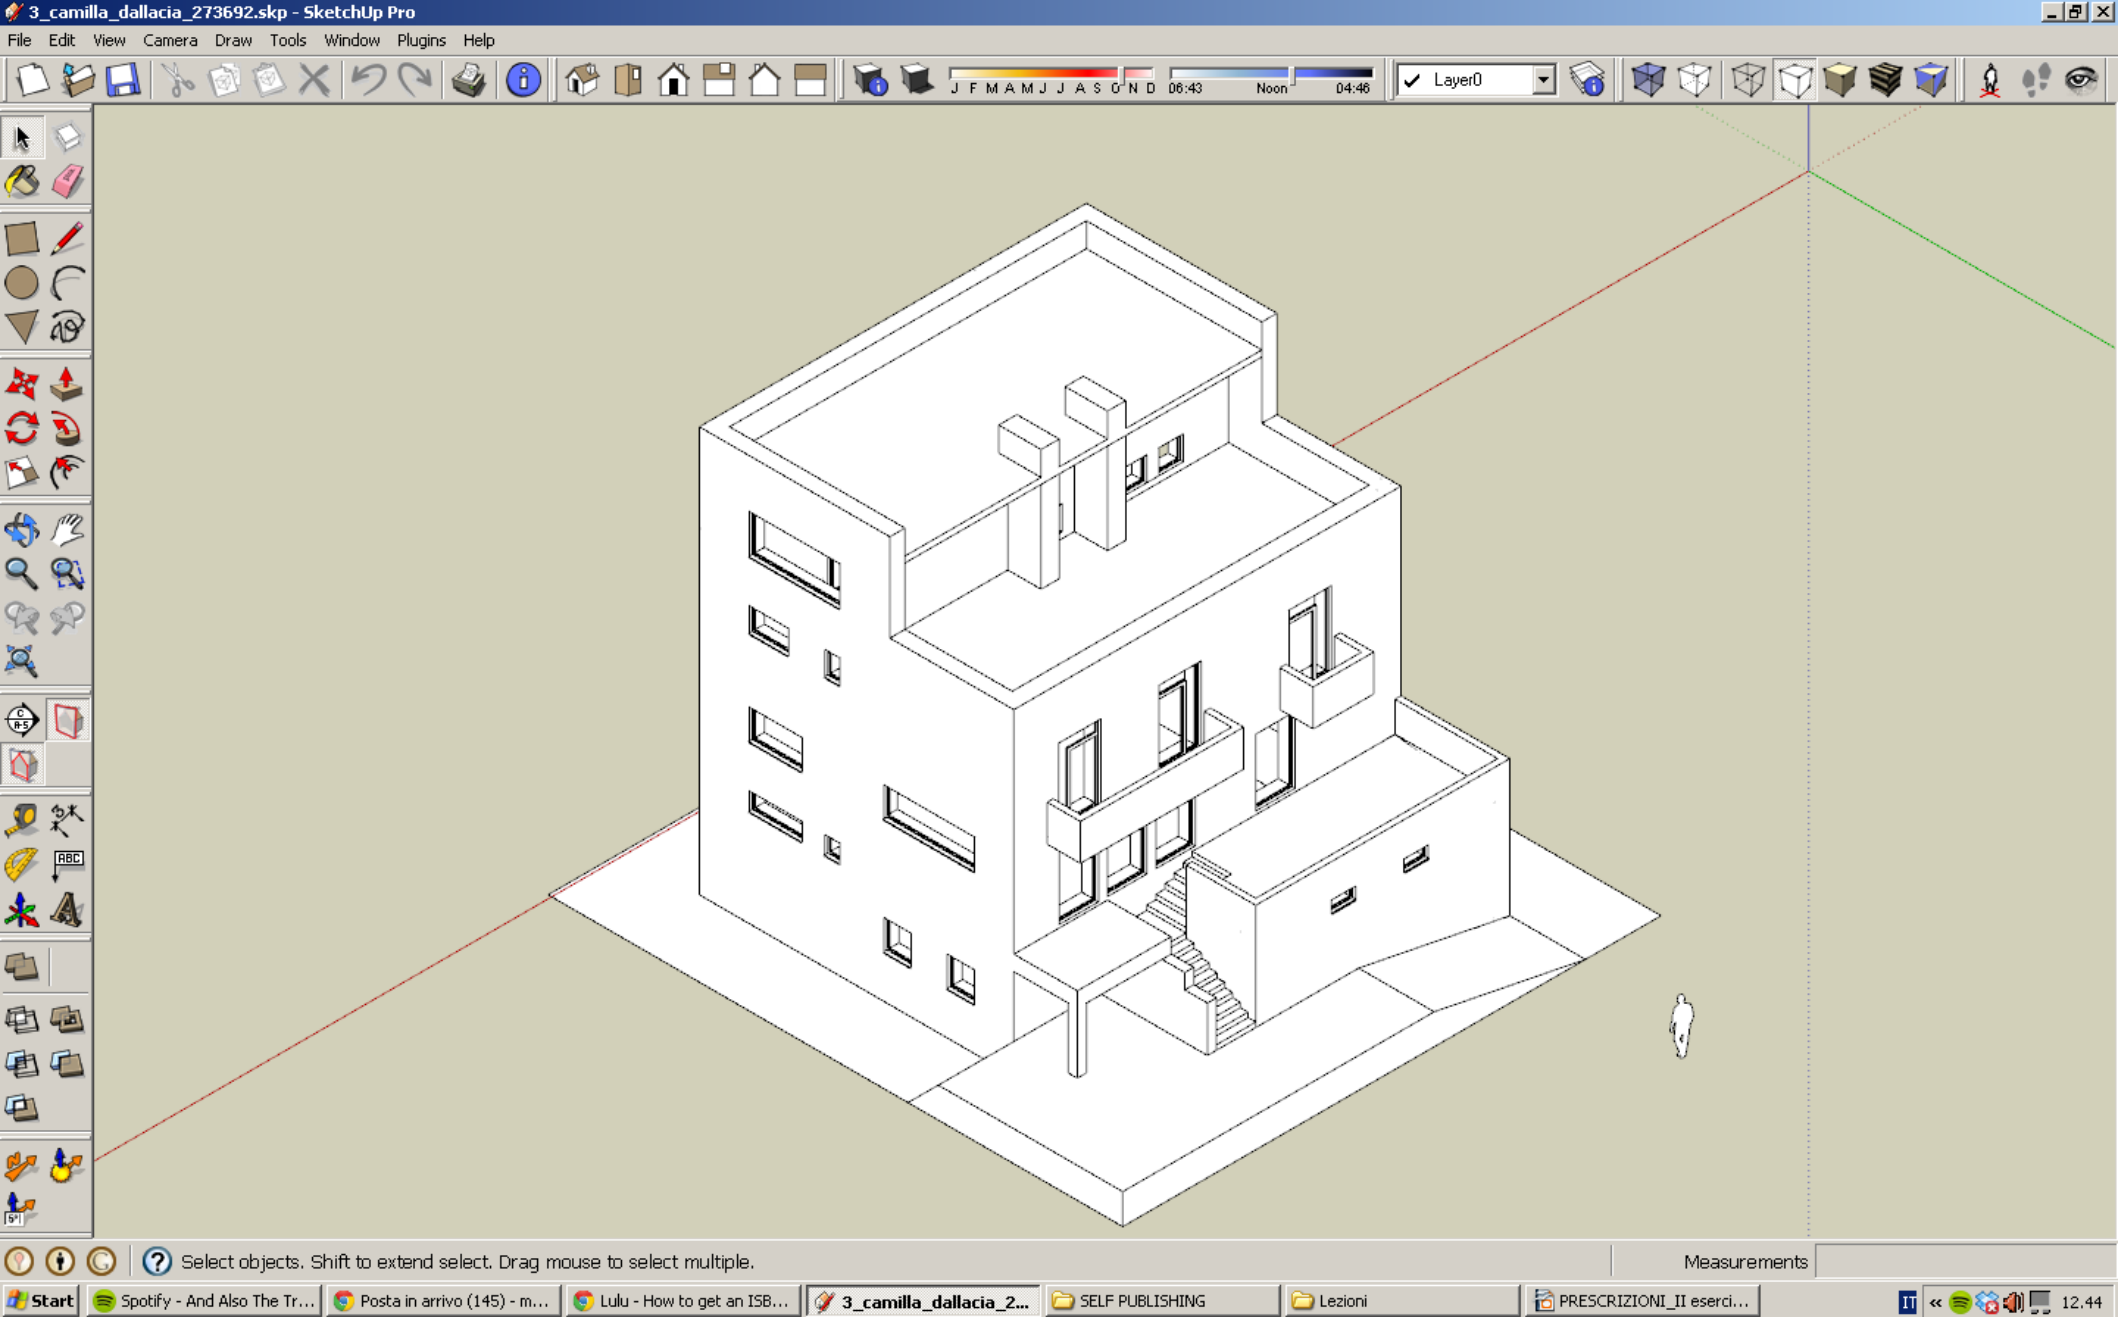 3_camilla_dallacia_273692.skp - SketchUp Pro
File Edit View Camera Draw Tools Window Plugins Help
J F M A M J J A S O N D 06:43 Noon 04:46
Layer0
C
A-5
ABC
Select objects. Shift to extend select. Drag mouse to select multiple.
Measurements
Start
Spotify - And Also The Tr...
Posta in arrivo (145) - m...
Lulu - How to get an ISB...
3_camilla_dallacia_2...
SELF PUBLISHING
Lezioni
PRESCRIZIONI_II eserci...
IT
12.44